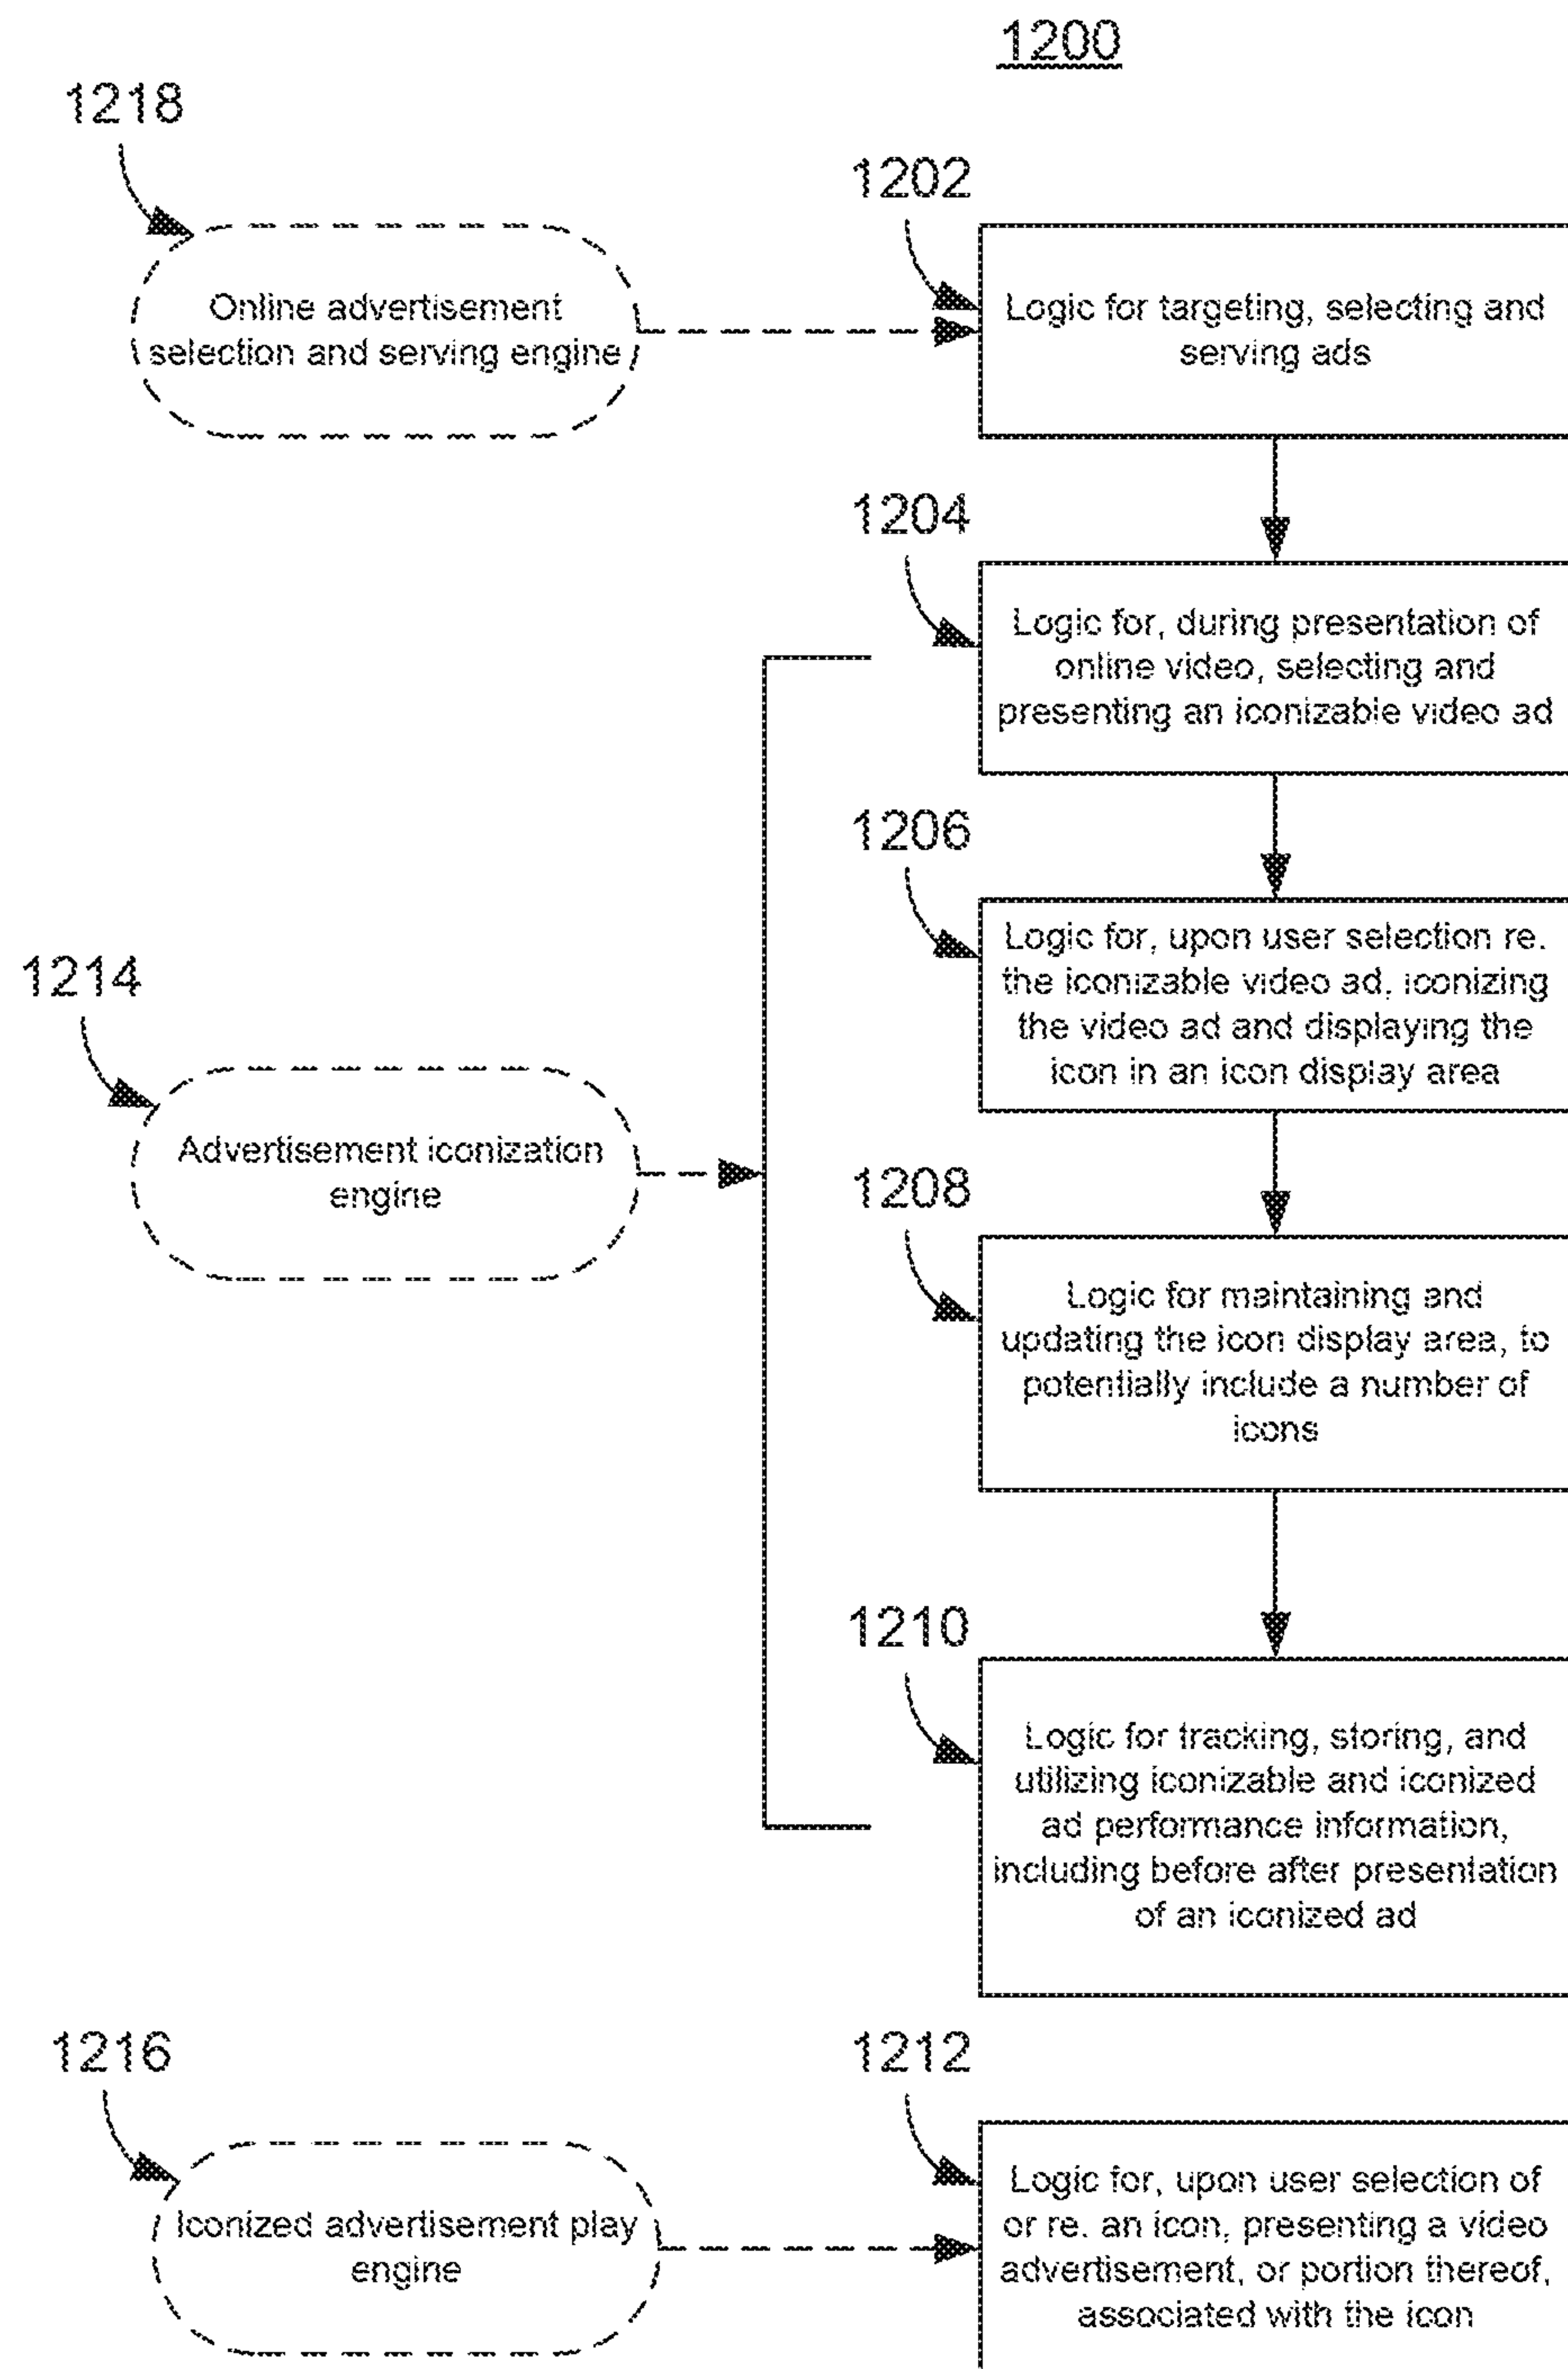 1200
1218
1202
Online advertisement
selection and serving engine
Logic for targeting, selecting and
serving ads
1204
Logic for, during presentation of
online video, selecting and
presenting an iconizable video ad
1206
Logic for, upon user selection re.
the iconizable video ad, iconizing
the video ad and displaying the
icon in an icon display area
1214
Advertisement iconization
engine
1208
Logic for maintaining and
updating the icon display area, to
potentially include a number of
icons
1210
Logic for tracking, storing, and
utilizing iconizable and iconized
ad performance information,
including before after presentation
of an iconized ad
1216
1212
Iconized advertisement play
engine
Logic for, upon user selection of
or re. an icon, presenting a video
advertisement, or portion thereof,
associated with the icon